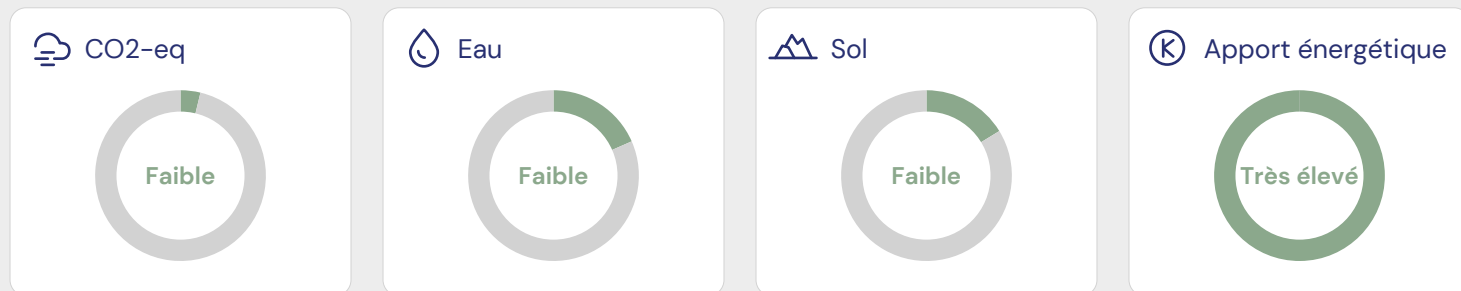 CO2-eq
Faible
Eau
Faible
Sol
Faible
Apport énergétique
Très élevé